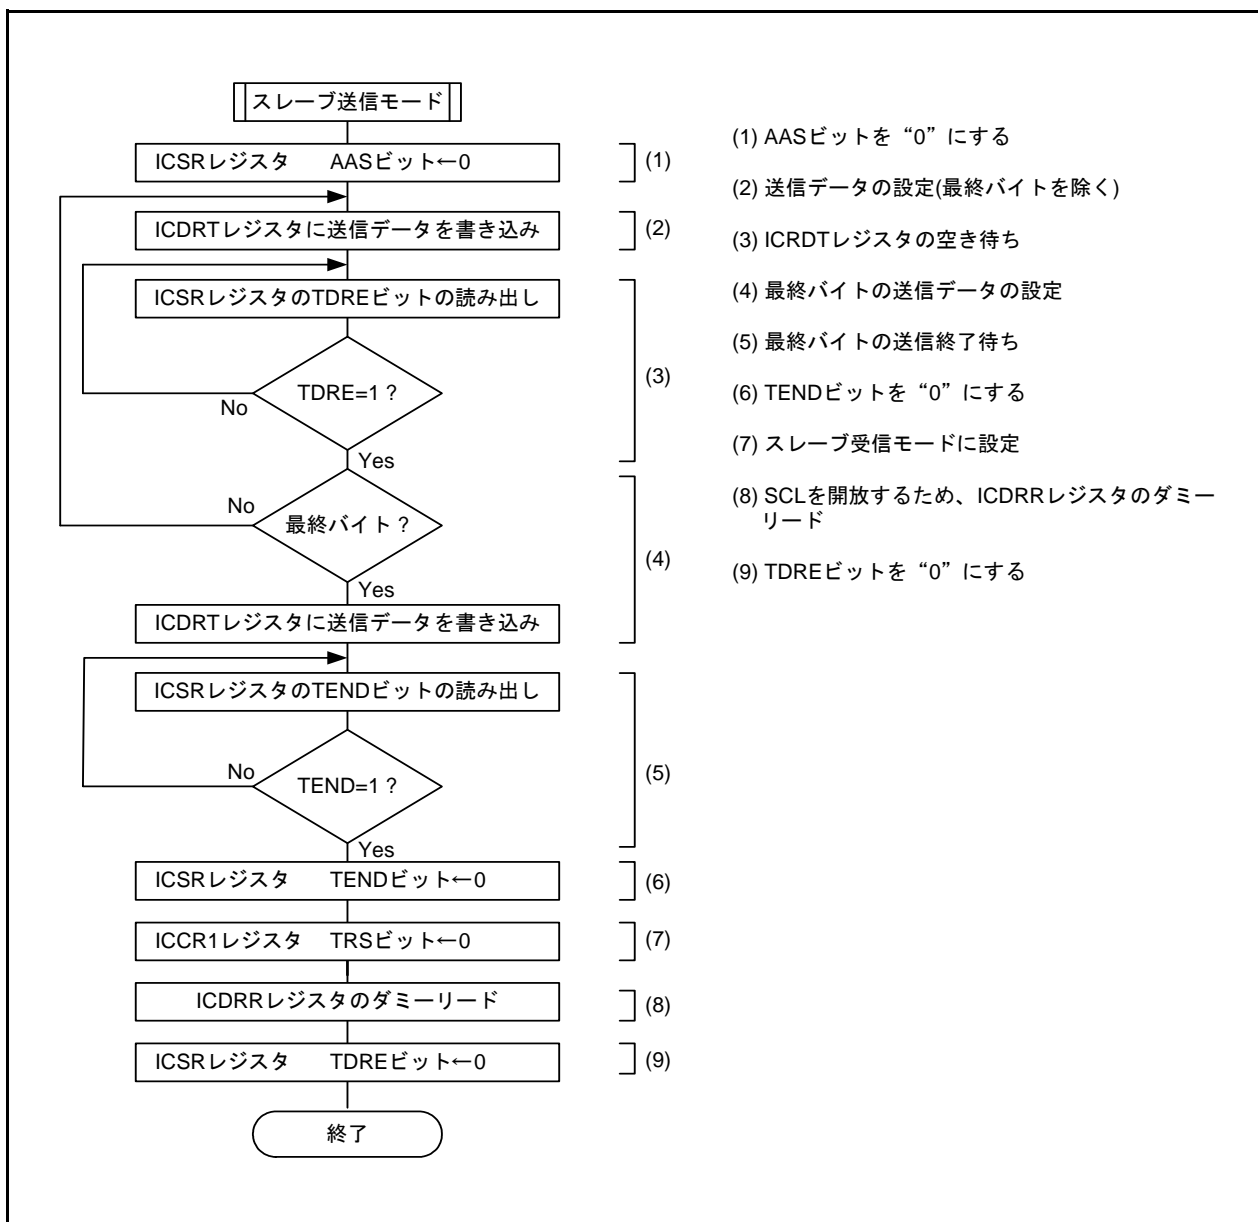 スレーブ送信モード
ICSRレジスタ AASビット←0
(1)
ICDRTレジスタに送信データを書き込み
(2)
ICSRレジスタのTDREビットの読み出し
TDRE=1 ?
No
(3)
Yes
No
最終バイト ?
(4)
Yes
ICDRTレジスタに送信データを書き込み
ICSRレジスタのTENDビットの読み出し
No
TEND=1 ?
(5)
Yes
ICSRレジスタ TENDビット←0
(6)
ICCR1レジスタ TRSビット←0
(7)
ICDRRレジスタのダミーリード
(8)
ICSRレジスタ TDREビット←0
(9)
終了
(1) AASビットを“0”にする
(2) 送信データの設定(最終バイトを除く)
(3) ICRDTレジスタの空き待ち
(4) 最終バイトの送信データの設定
(5) 最終バイトの送信終了待ち
(6) TENDビットを“0”にする
(7) スレーブ受信モードに設定
(8) SCLを開放するため、ICDRRレジスタのダミー
リード
(9) TDREビットを“0”にする